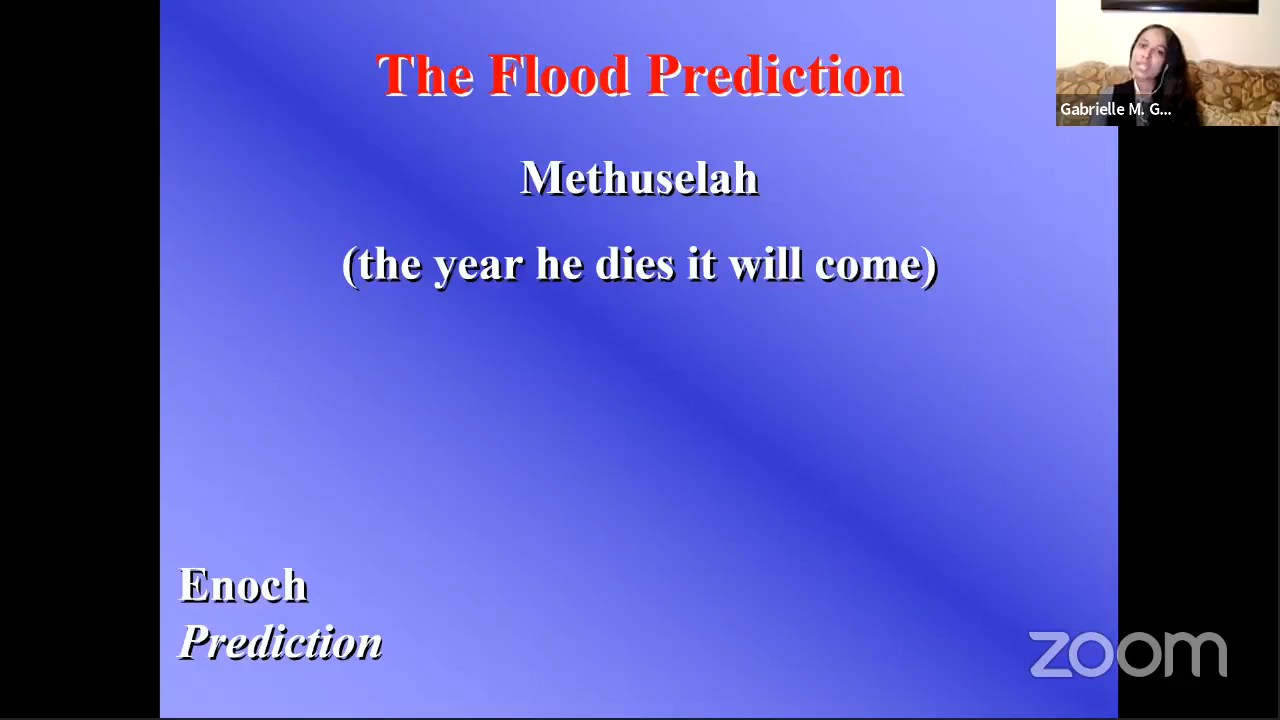 The Flood Prediction
Gabrielle M. G...
Methuselah
(the year he dies it will come)
Enoch
Prediction
zoom